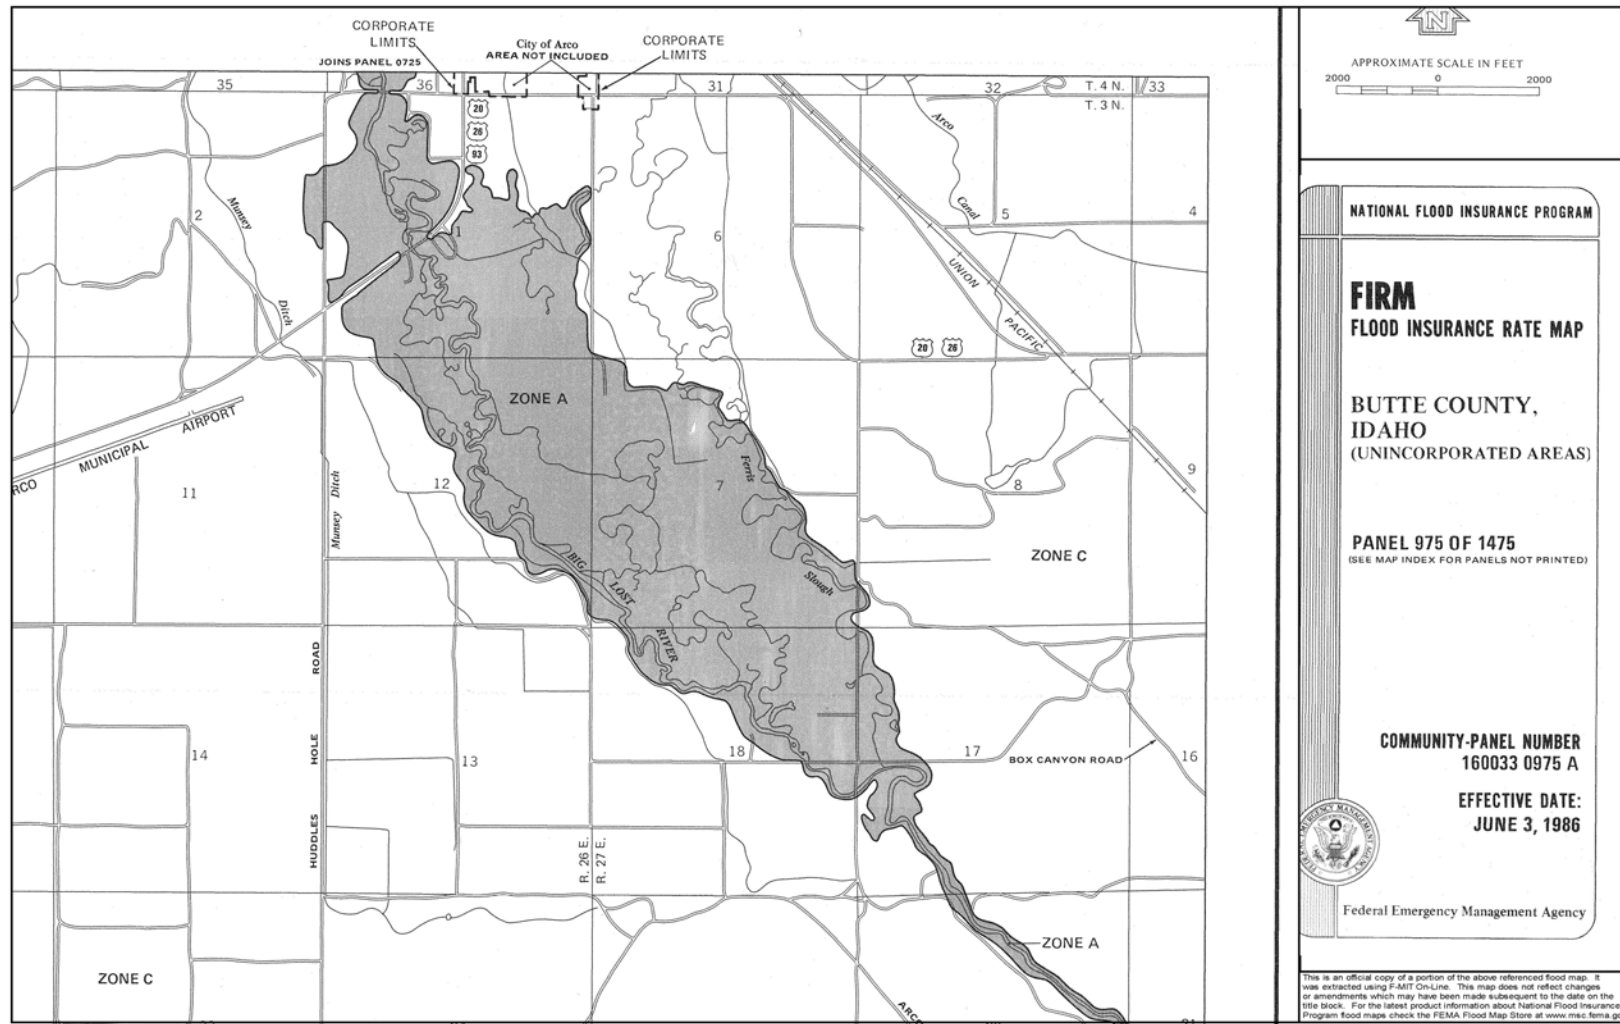 CORPORATE
LIMITS
City of Arco
AREA NOT INCLUDED
CORPORATE
LIMITS
JOINS PANEL 0725
35
36
31
32
T. 4 N.
33
T. 3 N.
20
26
93
Arco
Canal
Munsey
Ditch
2
1
6
5
4
UNION
PACIFIC
20 26
ZONE A
MUNICIPAL AIRPORT
RCO
11
12
Munsey Ditch
Ferris
Slough
7
8
9
ZONE C
BIG
LOST
RIVER
HUDDLES HOLE ROAD
14
13
18
17
BOX CANYON ROAD
16
R. 26 E.
R. 27 E.
ZONE A
ZONE C
ARCO
N
APPROXIMATE SCALE IN FEET
2000 0 2000
NATIONAL FLOOD INSURANCE PROGRAM
FIRM
FLOOD INSURANCE RATE MAP
BUTTE COUNTY,
IDAHO
(UNINCORPORATED AREAS)
PANEL 975 OF 1475
(SEE MAP INDEX FOR PANELS NOT PRINTED)
COMMUNITY-PANEL NUMBER
160033 0975 A
EFFECTIVE DATE:
JUNE 3, 1986
Federal Emergency Management Agency
This is an official copy of a portion of the above referenced flood map. It
was extracted using F-MIT On-Line. This map does not reflect changes
or amendments which may have been made subsequent to the date on the
title block. For the latest product information about National Flood Insurance
Program flood maps check the FEMA Flood Map Store at www.msc.fema.g